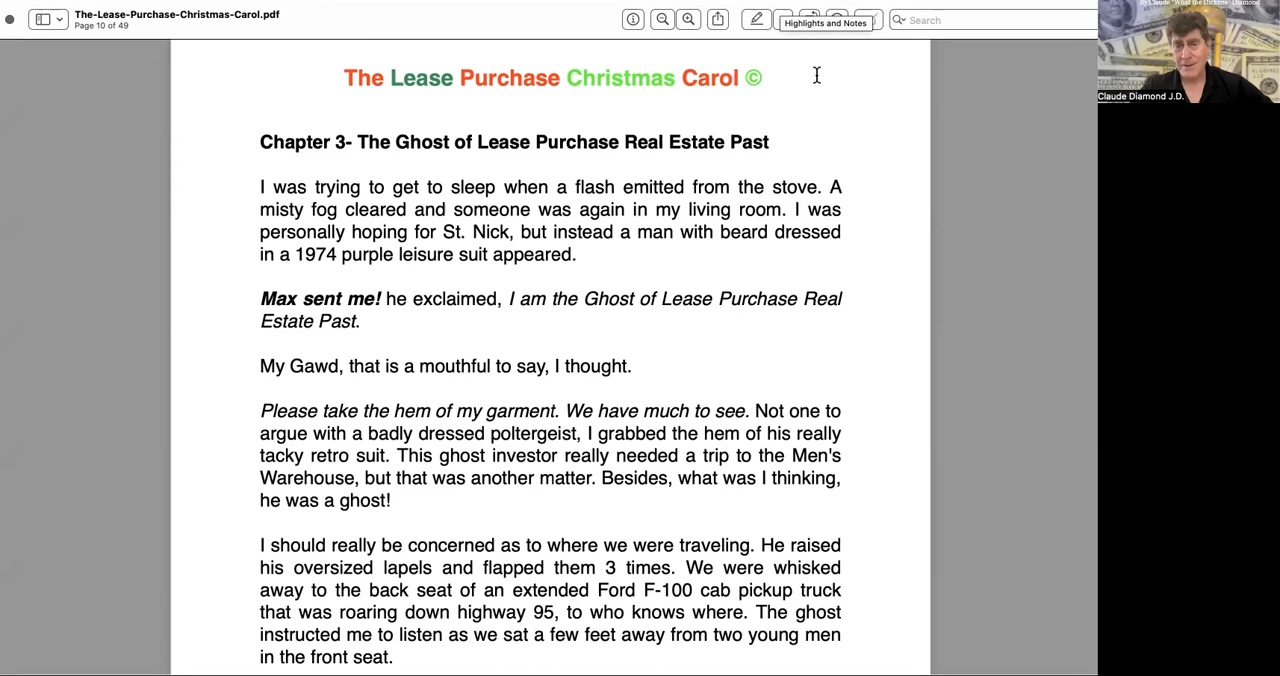 The-Lease-Purchase-Christmas-Carol.pdf
Page 10 of 49
Highlights and Notes
Search
By Claude "What the Dickens" Diamond
Claude Diamond J.D.
The Lease Purchase Christmas Carol ©
Chapter 3- The Ghost of Lease Purchase Real Estate Past
I was trying to get to sleep when a flash emitted from the stove. A
misty fog cleared and someone was again in my living room. I was
personally hoping for St. Nick, but instead a man with beard dressed
in a 1974 purple leisure suit appeared.
Max sent me! he exclaimed, I am the Ghost of Lease Purchase Real
Estate Past.
My Gawd, that is a mouthful to say, I thought.
Please take the hem of my garment. We have much to see. Not one to
argue with a badly dressed poltergeist, I grabbed the hem of his really
tacky retro suit. This ghost investor really needed a trip to the Men's
Warehouse, but that was another matter. Besides, what was I thinking,
he was a ghost!
I should really be concerned as to where we were traveling. He raised
his oversized lapels and flapped them 3 times. We were whisked
away to the back seat of an extended Ford F-100 cab pickup truck
that was roaring down highway 95, to who knows where. The ghost
instructed me to listen as we sat a few feet away from two young men
in the front seat.